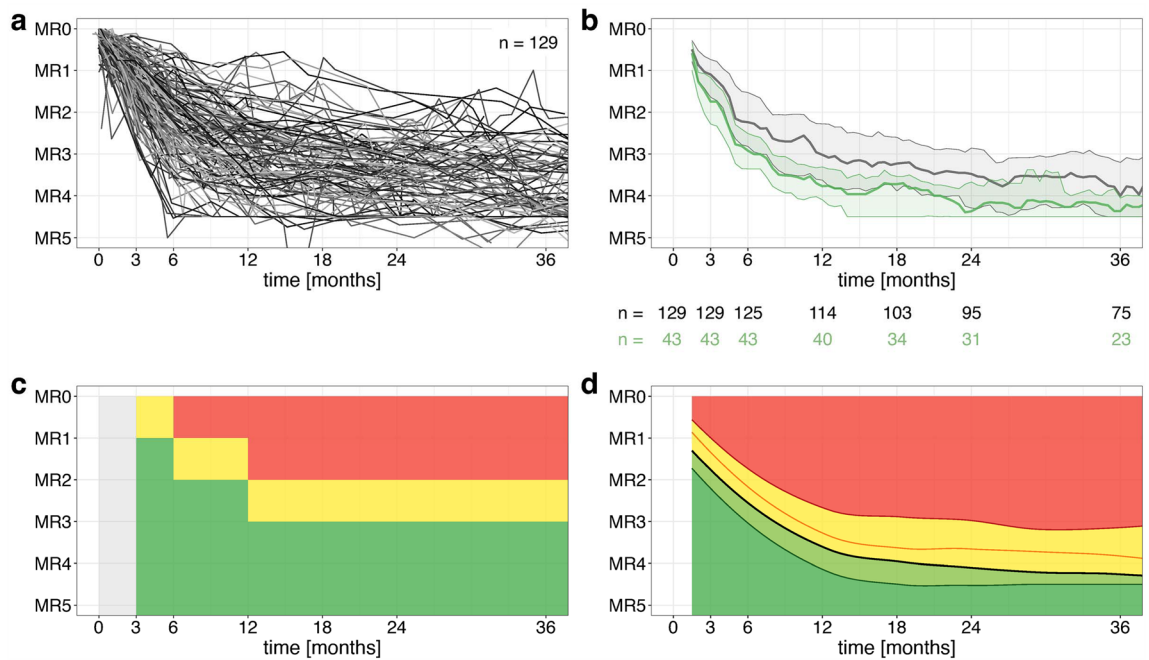 a
MR0
MR1
MR2
MR3
MR4
MR5
n = 129
0 3 6 12 18 24 36
time [months]
b
MR0
MR1
MR2
MR3
MR4
MR5
0 3 6 12 18 24 36
time [months]
n = 129 129 125 114 103 95 75
n = 43 43 43 40 34 31 23
c
MR0
MR1
MR2
MR3
MR4
MR5
0 3 6 12 18 24 36
time [months]
d
MR0
MR1
MR2
MR3
MR4
MR5
0 3 6 12 18 24 36
time [months]